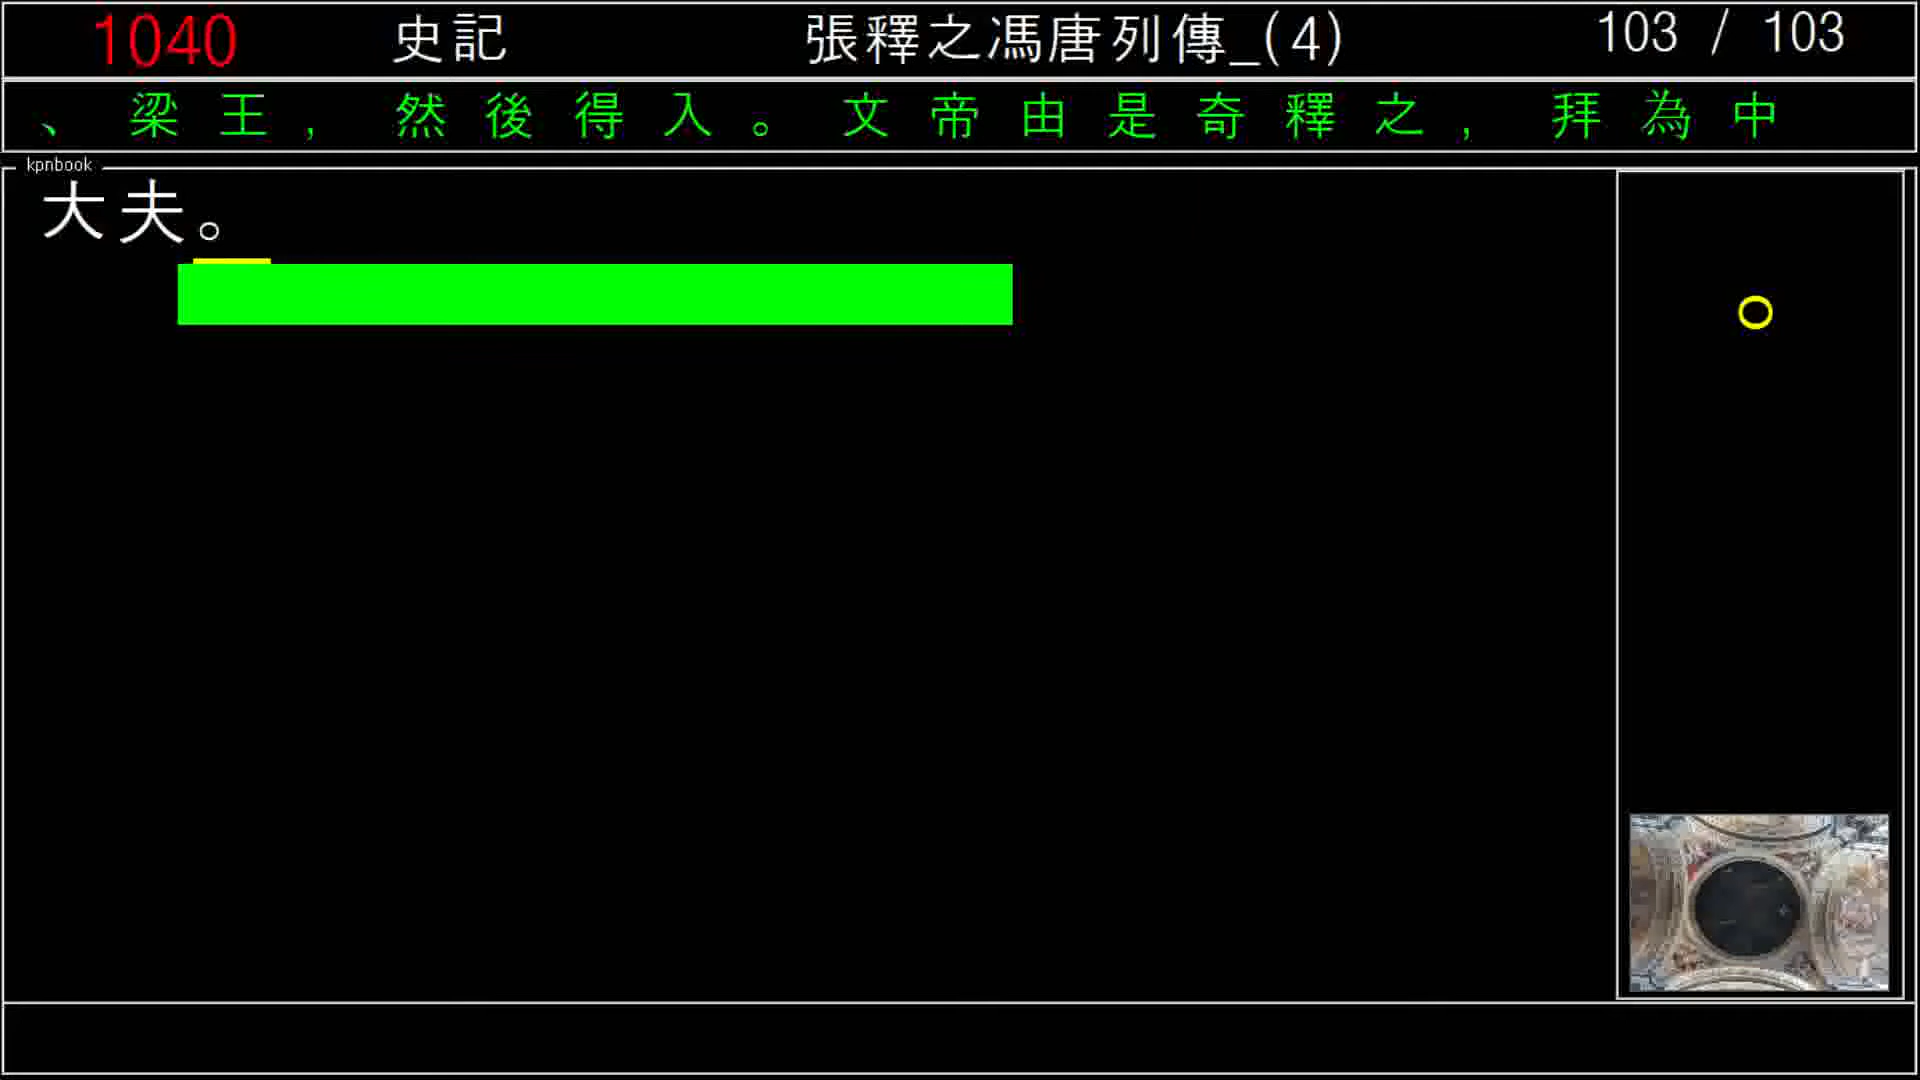 1040 史記 張釋之馮唐列傳_(4) 103 / 103
、梁王,然後得入。文帝由是奇釋之,拜為中
kpnbook
大夫。